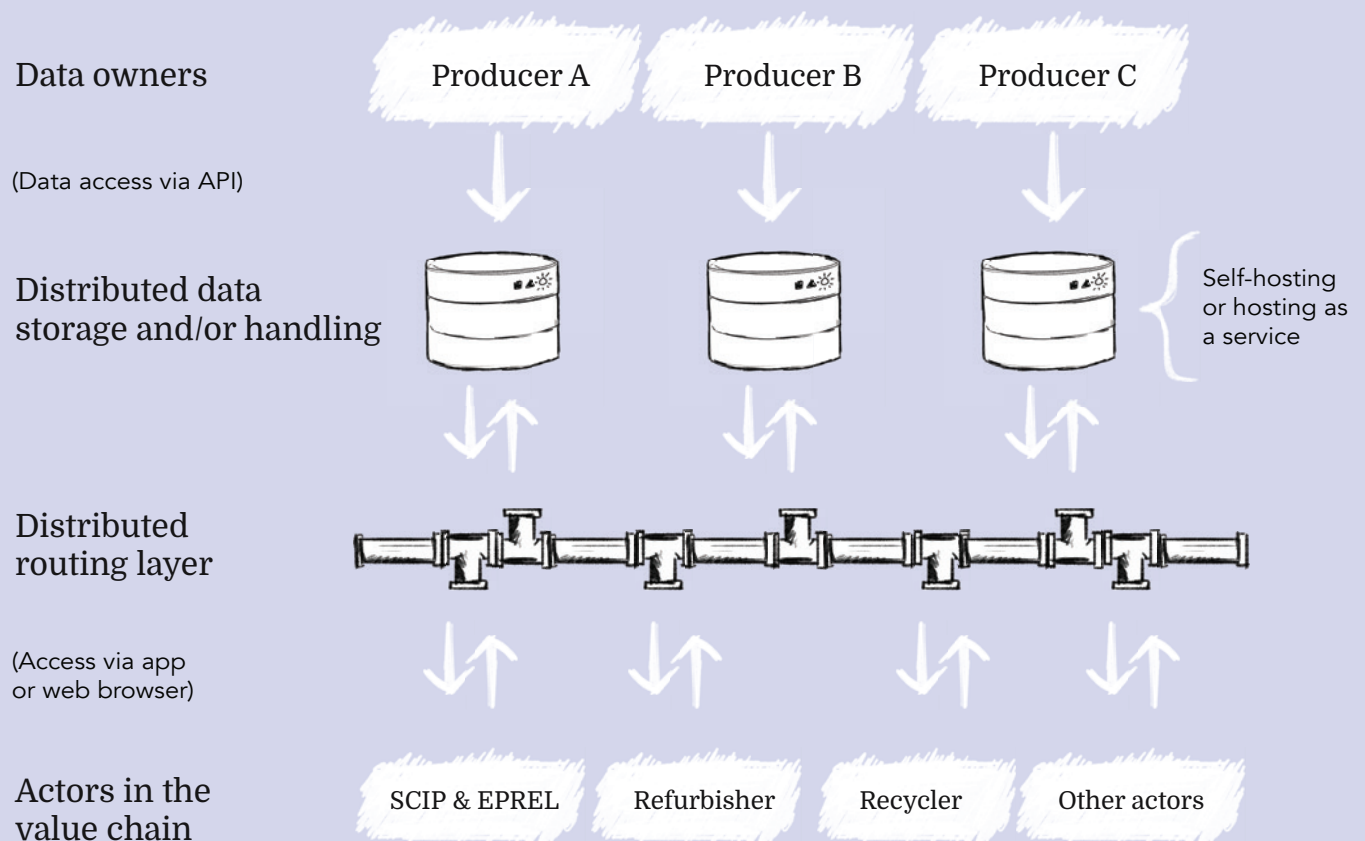 Data owners
Producer A
Producer B
Producer C
(Data access via API)
Distributed data
storage and/or handling
Self-hosting
or hosting as
a service
Distributed
routing layer
(Access via app
or web browser)
Actors in the
value chain
SCIP & EPREL
Refurbisher
Recycler
Other actors